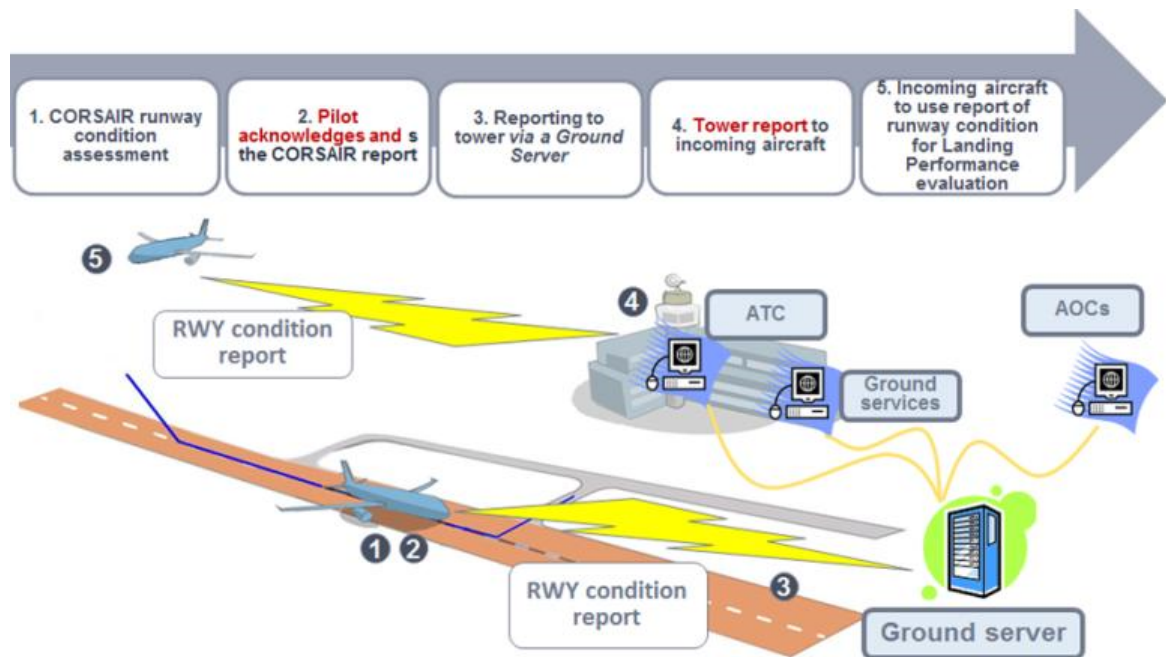 1. CORSAIR runway
condition
assessment
2. Pilot
acknowledges and s
the CORSAIR report
3. Reporting to
tower via a Ground
Server
4. Tower report to
incoming aircraft
5. Incoming aircraft
to use report of
runway condition
for Landing
Performance
evaluation
5
RWY condition
report
4
ATC
AOCs
Ground
services
1 2
RWY condition
report
3
Ground server